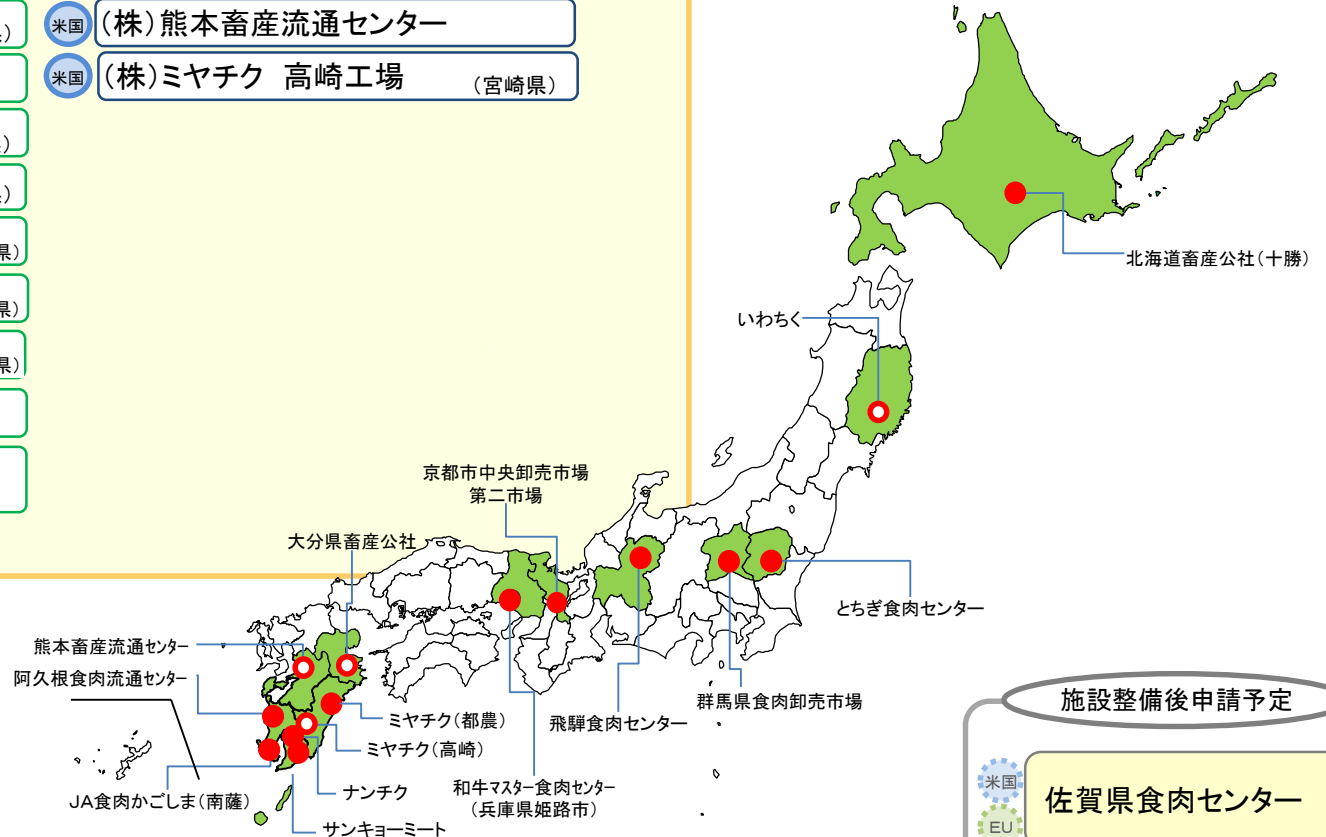 県)
県)
県)
県)
県)
米国 (株)熊本畜産流通センター
米国 (株)ミヤチク 高崎工場 (宮崎県)
北海道畜産公社(十勝)
いわちく
京都市中央卸売市場
第二市場
大分県畜産公社
とちぎ食肉センター
熊本畜産流通センター
阿久根食肉流通センター
群馬県食肉卸売市場
飛騨食肉センター
ミヤチク(都農)
ミヤチク(高崎)
和牛マスター食肉センター
(兵庫県姫路市)
ナンチク
JA食肉かごしま(南薩)
サンキョーミート
施設整備後申請予定
米国
EU
佐賀県食肉センター